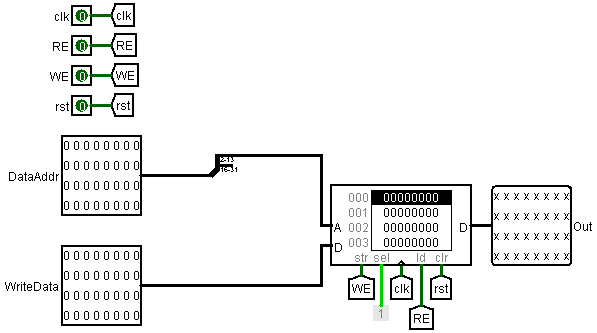 clk 0 clk
RE 0 RE
WE 0 WE
rst 0 rst
DataAddr
0 0 0 0 0 0 0 0
0 0 0 0 0 0 0 0
0 0 0 0 0 0 0 0
0 0 0 0 0 0 0 0
2-13
16-31
000 00000000
001 00000000
002 00000000
003 00000000
A
D
D
str sel ld clr
x x x x x x x x
x x x x x x x x
x x x x x x x x
x x x x x x x x
Out
WriteData
0 0 0 0 0 0 0 0
0 0 0 0 0 0 0 0
0 0 0 0 0 0 0 0
0 0 0 0 0 0 0 0
WE clk rst
1 RE